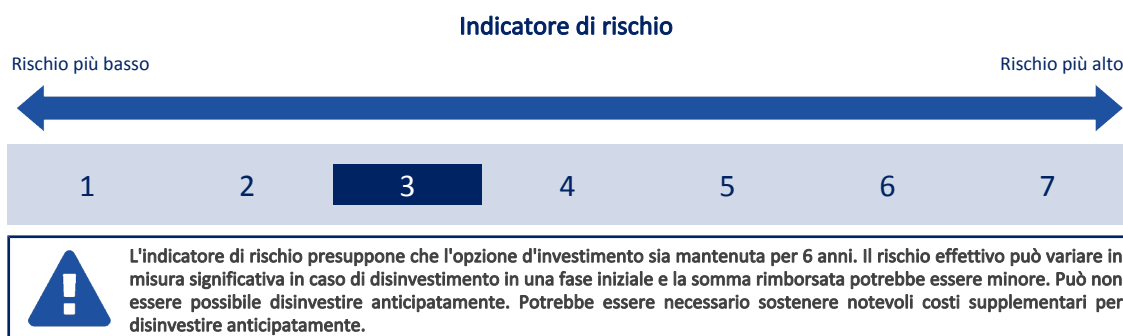 Indicatore di rischio
Rischio più basso
Rischio più alto
1 2 3 4 5 6 7
L'indicatore di rischio presuppone che l'opzione d'investimento sia mantenuta per 6 anni. Il rischio effettivo può variare in
misura significativa in caso di disinvestimento in una fase iniziale e la somma rimborsata potrebbe essere minore. Può non
essere possibile disinvestire anticipatamente. Potrebbe essere necessario sostenere notevoli costi supplementari per
disinvestire anticipatamente.